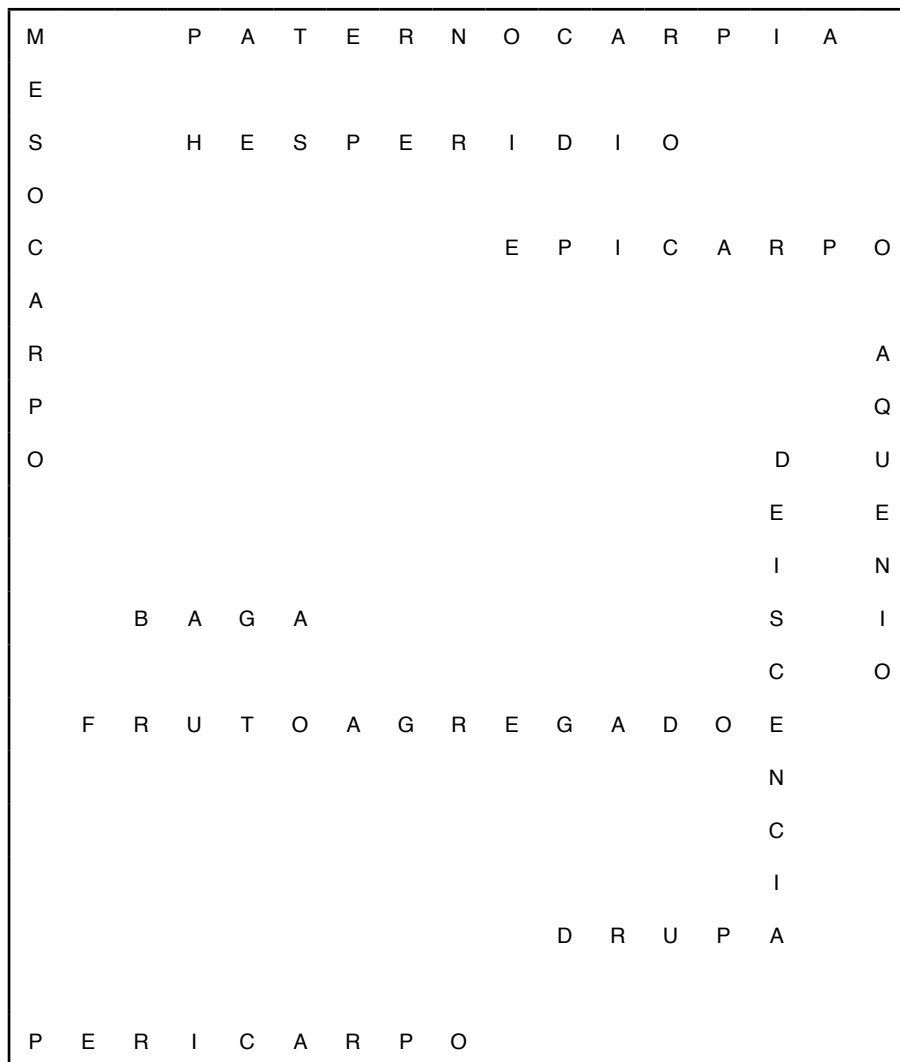 M P A T E R N O C A R P I A
E
S H E S P E R I D I O
O
C E P I C A R P O
A
R A
P Q
O D U
E E
I N
B A G A S I
C O
F R U T O A G R E G A D O E
N
C
I
D R U P A
P E R I C A R P O